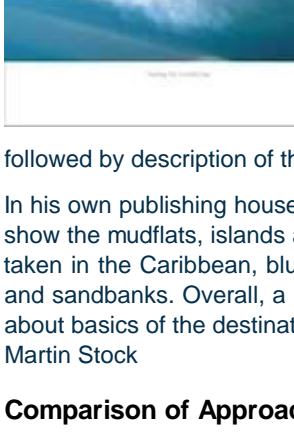 followed by description of th
In his own publishing house
show the mudflats, islands a
taken in the Caribbean, blu
and sandbanks. Overall, a
about basics of the destinat
Martin Stock
Comparison of Approac